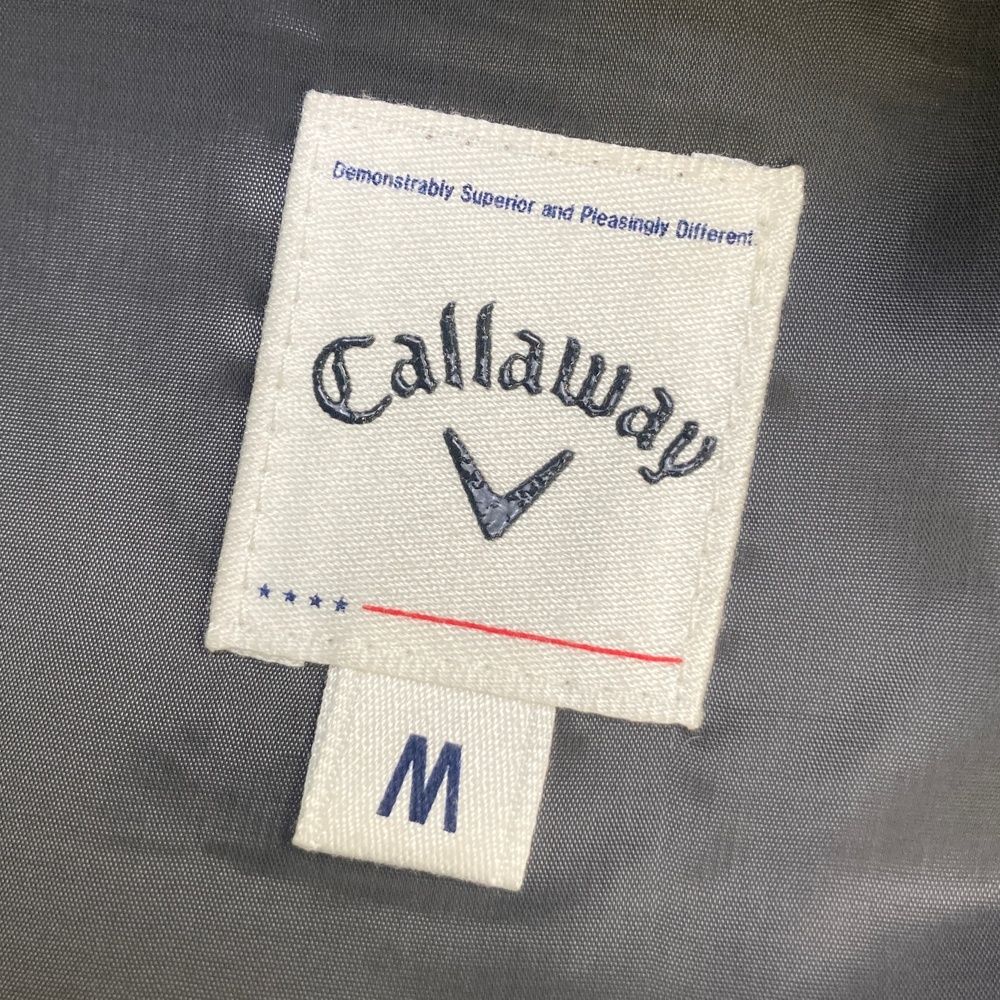 Demonstrably Superior and Pleasingly Different.
Callaway
M